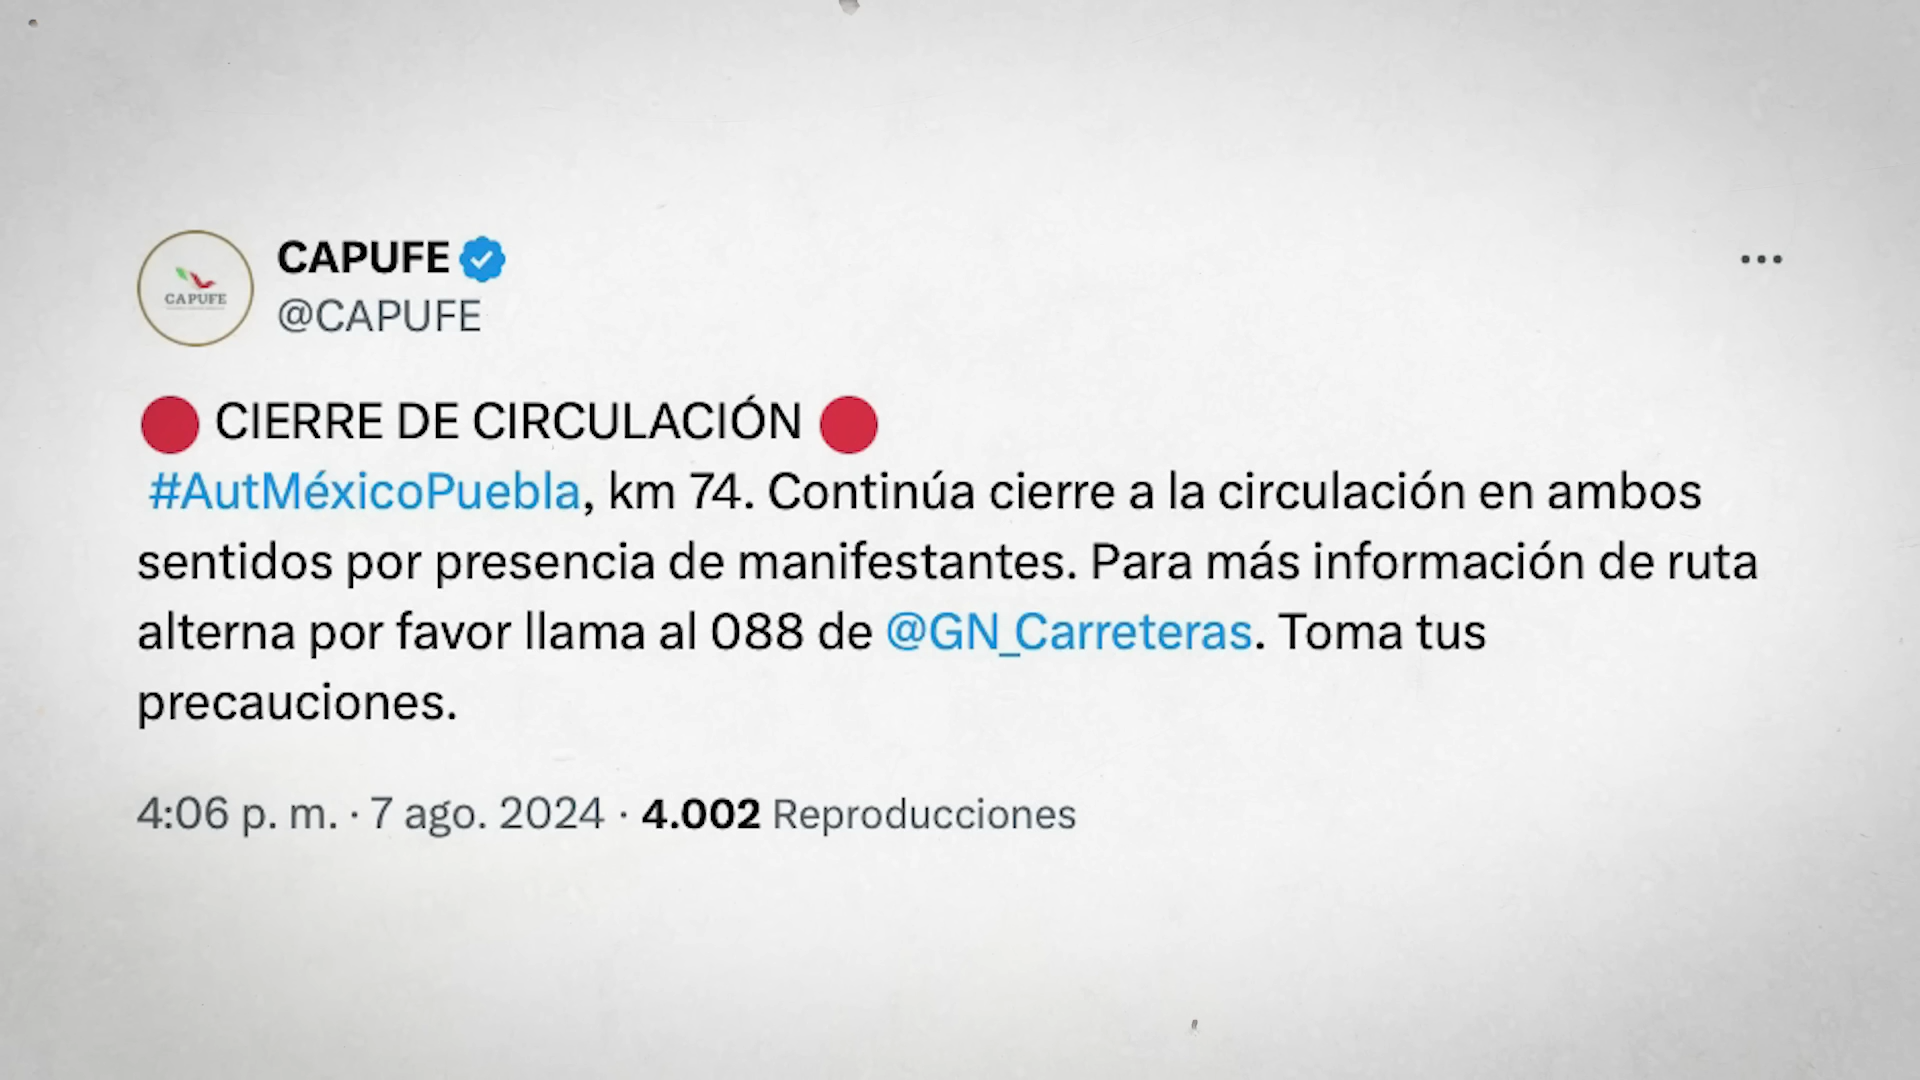 CAPUFE
CAPUFE
@CAPUFE
🔴 CIERRE DE CIRCULACIÓN 🔴
#AutMéxicoPuebla, km 74. Continúa cierre a la circulación en ambos
sentidos por presencia de manifestantes. Para más información de ruta
alterna por favor llama al 088 de @GN_Carreteras. Toma tus
precauciones.
4:06 p. m. · 7 ago. 2024 · 4.002 Reproducciones